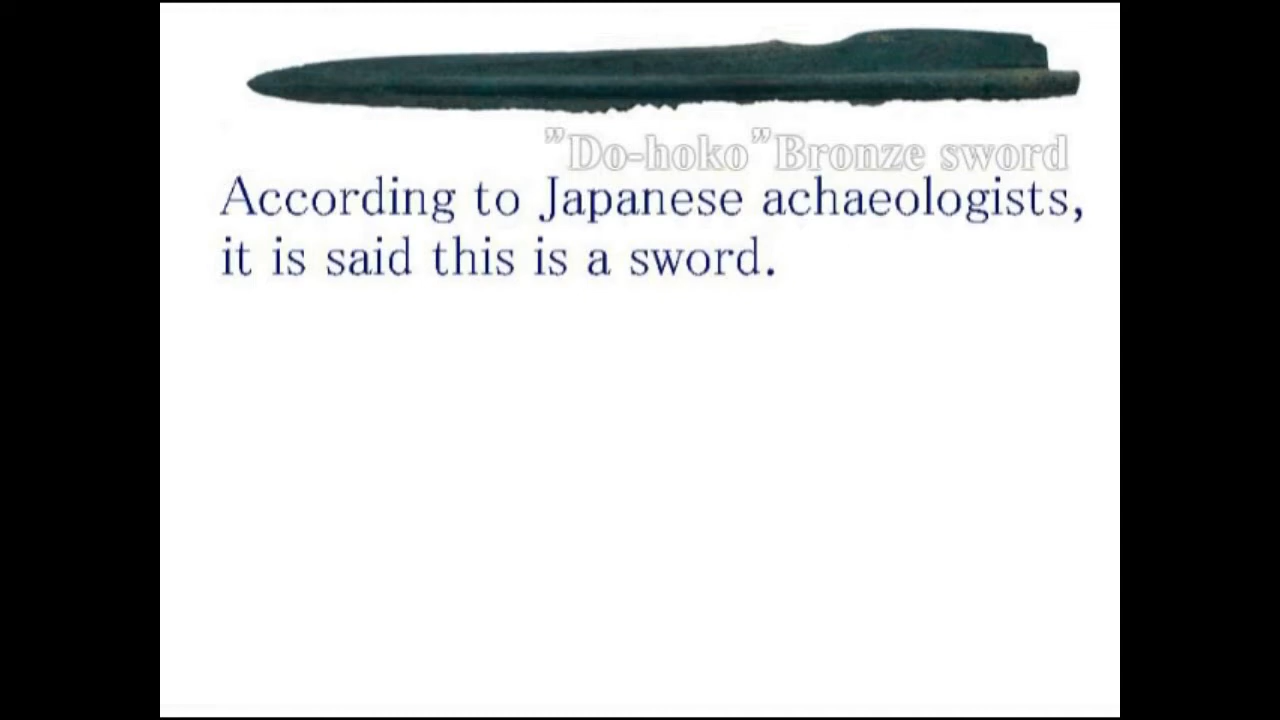 ”Do-hoko”Bronze sword
According to Japanese achaeologists,
it is said this is a sword.